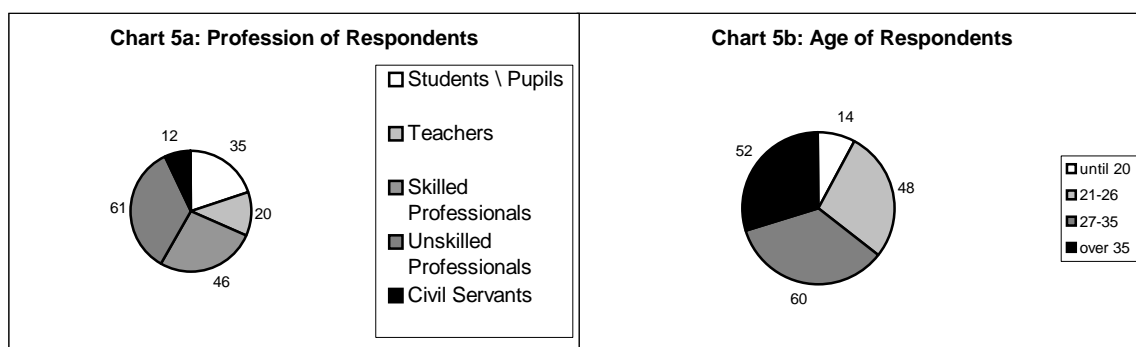 Chart 5a: Profession of Respondents
12
35
61
20
46
Students \ Pupils
Teachers
Skilled
Professionals
Unskilled
Professionals
Civil Servants
Chart 5b: Age of Respondents
14
52
48
60
until 20
21-26
27-35
over 35